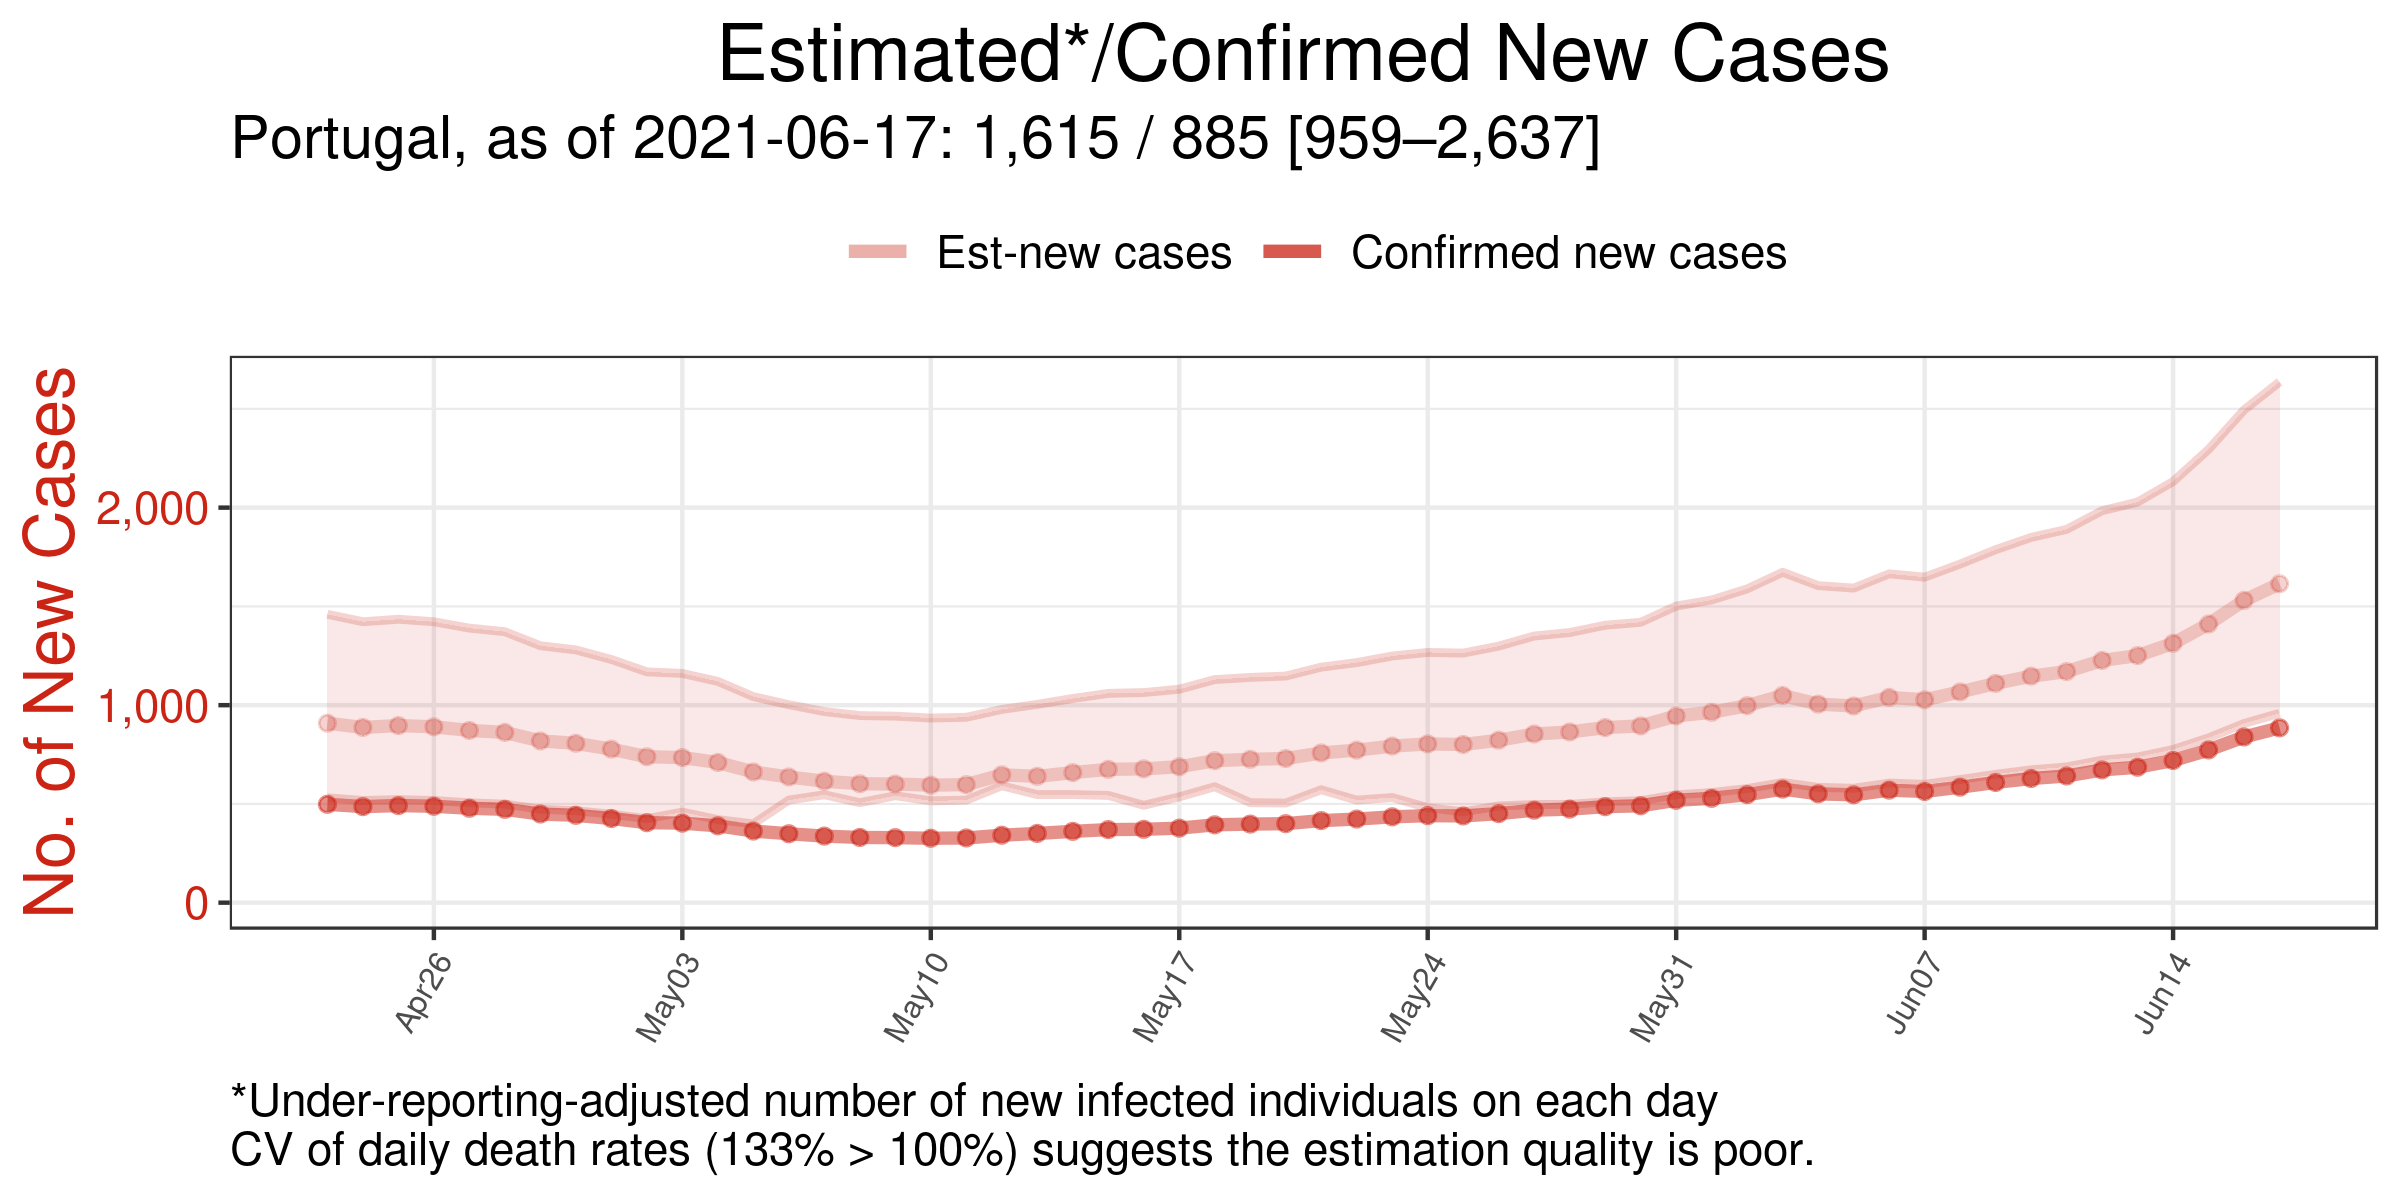 Estimated*/Confirmed New Cases
Portugal, as of 2021-06-17: 1,615 / 885 [959–2,637]
Est-new cases
Confirmed new cases
No. of New Cases
2,000
1,000
0
Apr26
May03
May10
May17
May24
May31
Jun07
Jun14
*Under-reporting-adjusted number of new infected individuals on each day
CV of daily death rates (133% > 100%) suggests the estimation quality is poor.